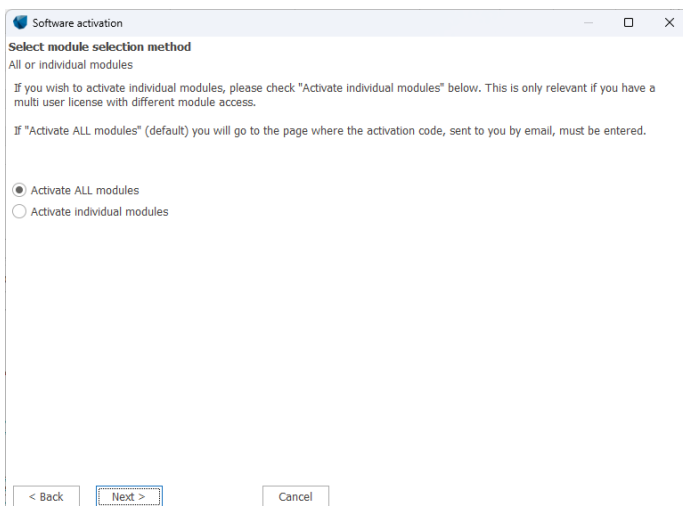 Software activation
Select module selection method
All or individual modules
If you wish to activate individual modules, please check "Activate individual modules" below. This is only relevant if you have a
multi user license with different module access.
If "Activate ALL modules" (default) you will go to the page where the activation code, sent to you by email, must be entered.
Activate ALL modules
Activate individual modules
< Back
Next >
Cancel